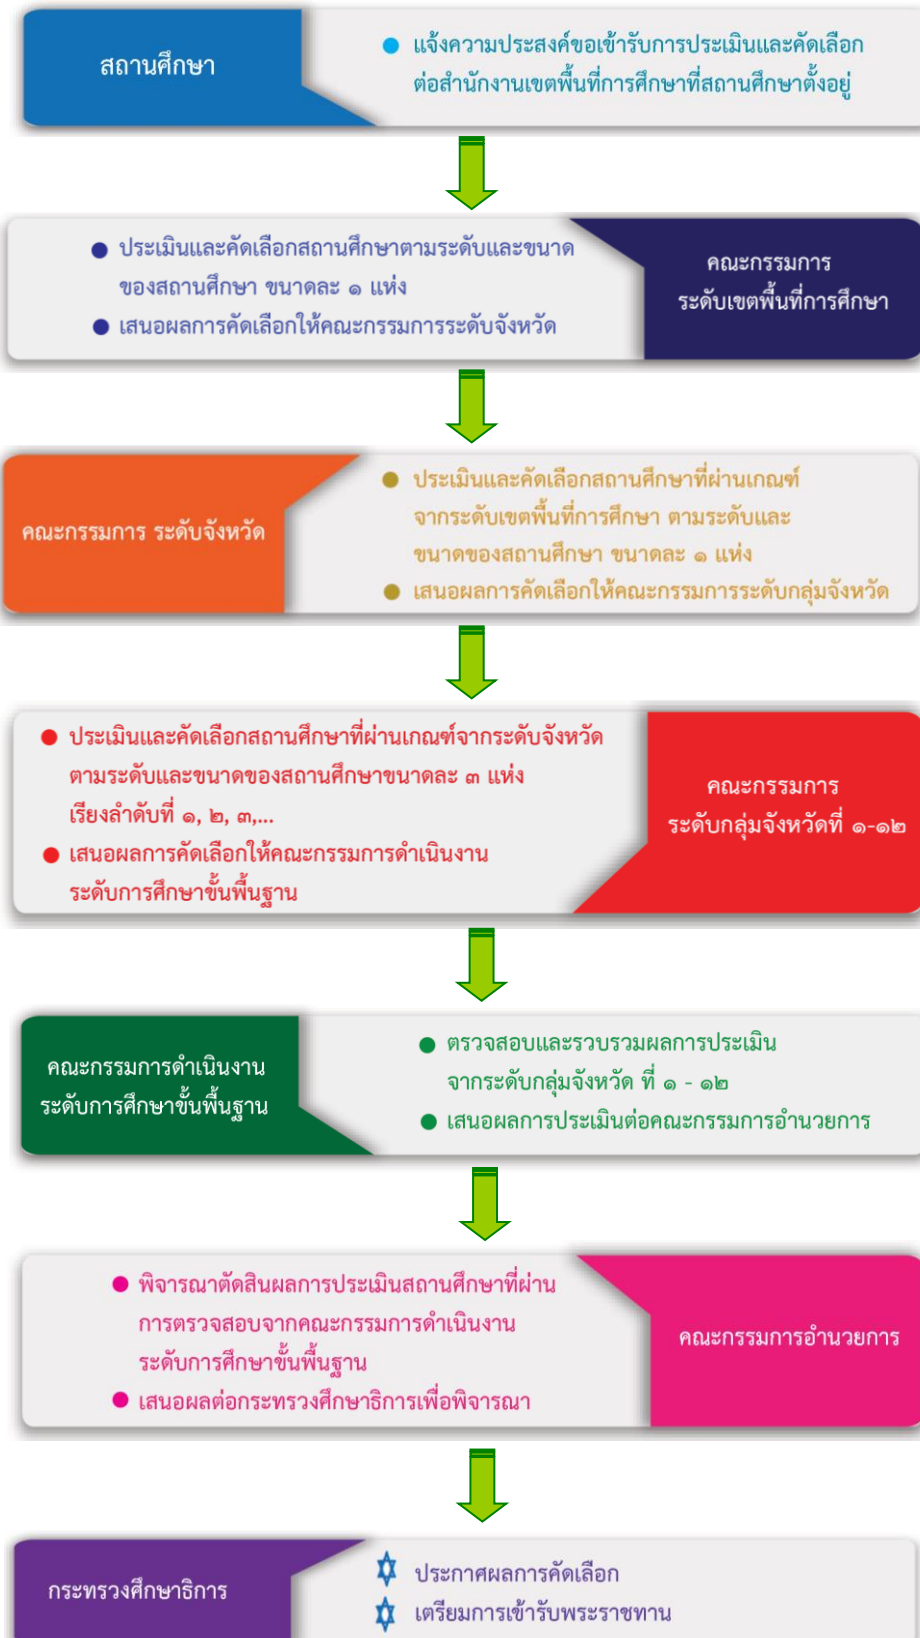 สถานศึกษา
แจ้งความประสงค์ขอเข้ารับการประเมินและคัดเลือก
ต่อสำนักงานเขตพื้นที่การศึกษาที่สถานศึกษาตั้งอยู่
ประเมินและคัดเลือกสถานศึกษาตามระดับและขนาด
ของสถานศึกษา ขนาดละ ๑ แห่ง
เสนอผลการคัดเลือกให้คณะกรรมการระดับจังหวัด
คณะกรรมการ
ระดับเขตพื้นที่การศึกษา
คณะกรรมการ ระดับจังหวัด
ประเมินและคัดเลือกสถานศึกษาที่ผ่านเกณฑ์
จากระดับเขตพื้นที่การศึกษา ตามระดับและ
ขนาดของสถานศึกษา ขนาดละ ๑ แห่ง
เสนอผลการคัดเลือกให้คณะกรรมการระดับกลุ่มจังหวัด
ประเมินและคัดเลือกสถานศึกษาที่ผ่านเกณฑ์จากระดับจังหวัด
ตามระดับและขนาดของสถานศึกษาขนาดละ ๓ แห่ง
เรียงลำดับที่ ๑, ๒, ๓,...
เสนอผลการคัดเลือกให้คณะกรรมการดำเนินงาน
ระดับการศึกษาขั้นพื้นฐาน
คณะกรรมการ
ระดับกลุ่มจังหวัดที่ ๑-๑๒
คณะกรรมการดำเนินงาน
ระดับการศึกษาขั้นพื้นฐาน
ตรวจสอบและรวบรวมผลการประเมิน
จากระดับกลุ่มจังหวัด ที่ ๑ - ๑๒
เสนอผลการประเมินต่อคณะกรรมการอำนวยการ
พิจารณาตัดสินผลการประเมินสถานศึกษาที่ผ่าน
การตรวจสอบจากคณะกรรมการดำเนินงาน
ระดับการศึกษาขั้นพื้นฐาน
เสนอผลต่อกระทรวงศึกษาธิการเพื่อพิจารณา
คณะกรรมการอำนวยการ
กระทรวงศึกษาธิการ
ประกาศผลการคัดเลือก
เตรียมการเข้ารับพระราชทาน